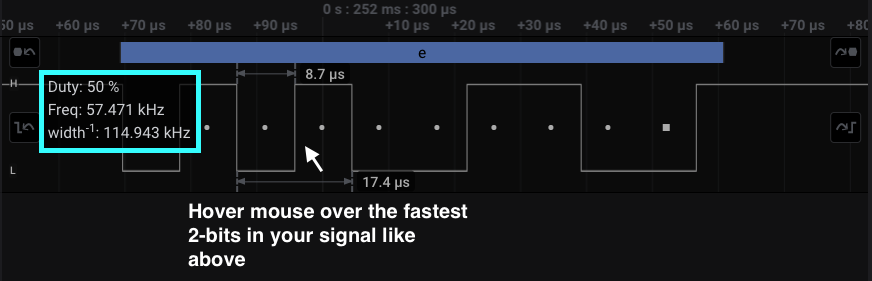 0 s : 252 ms : 300 µs
50 µs +60 µs +70 µs +80 µs +90 µs +10 µs +20 µs +30 µs +40 µs +50 µs +60 µs +70 µs +80
e
8.7 µs
H
Duty: 50 %
Freq: 57.471 kHz
width-1: 114.943 kHz
L
17.4 µs
Hover mouse over the fastest
2-bits in your signal like
above